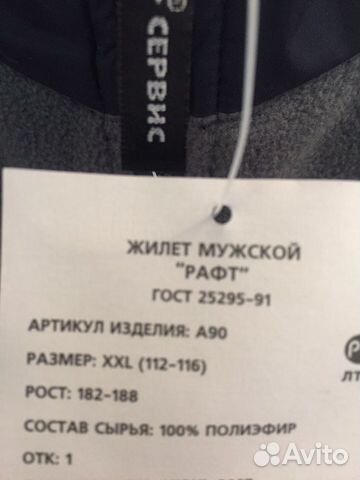 СЕРВИС
ЖИЛЕТ МУЖСКОЙ
"РАФТ"
ГОСТ 25295-91
АРТИКУЛ ИЗДЕЛИЯ: А90
РАЗМЕР: XXL (112-116)
РОСТ: 182-188
СОСТАВ СЫРЬЯ: 100% ПОЛИЭФИР
ОТК: 1
ЛТ
Avito